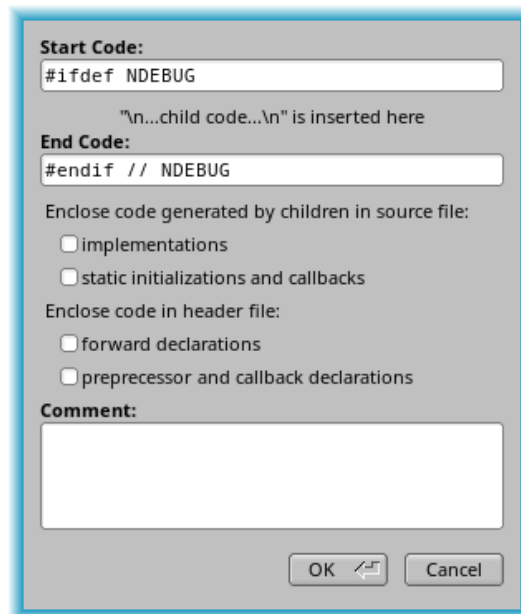 Start Code:
#ifdef NDEBUG
"\n...child code...\n" is inserted here
End Code:
#endif // NDEBUG
Enclose code generated by children in source file:
implementations
static initializations and callbacks
Enclose code in header file:
forward declarations
preprecessor and callback declarations
Comment:
OK Cancel